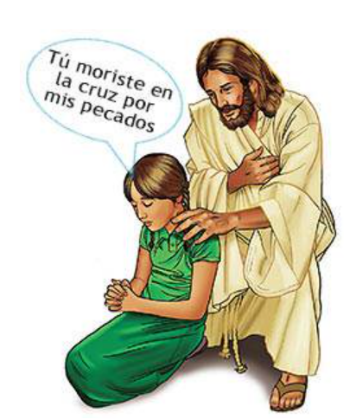 Tú moriste en
la cruz por
mis pecados